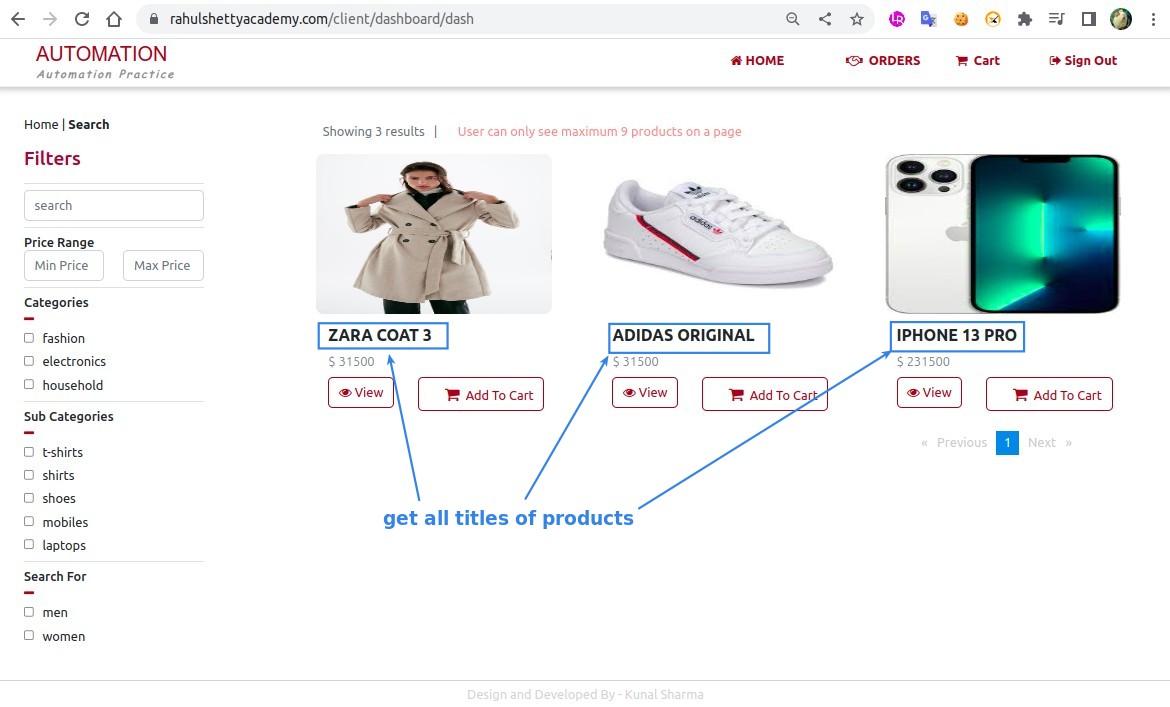 rahulshettyacademy.com/client/dashboard/dash
AUTOMATION
Automation Practice
HOME
ORDERS
Cart
Sign Out
Home | Search
Showing 3 results |
User can only see maximum 9 products on a page
Filters
search
Price Range
Min Price
Max Price
Categories
fashion
electronics
household
Sub Categories
t-shirts
shirts
shoes
mobiles
laptops
Search For
men
women
adidas
ZARA COAT 3
$ 31500
View
Add To Cart
ADIDAS ORIGINAL
$ 31500
View
Add To Cart
IPHONE 13 PRO
$ 231500
View
Add To Cart
« Previous 1 Next »
get all titles of products
Design and Developed By - Kunal Sharma